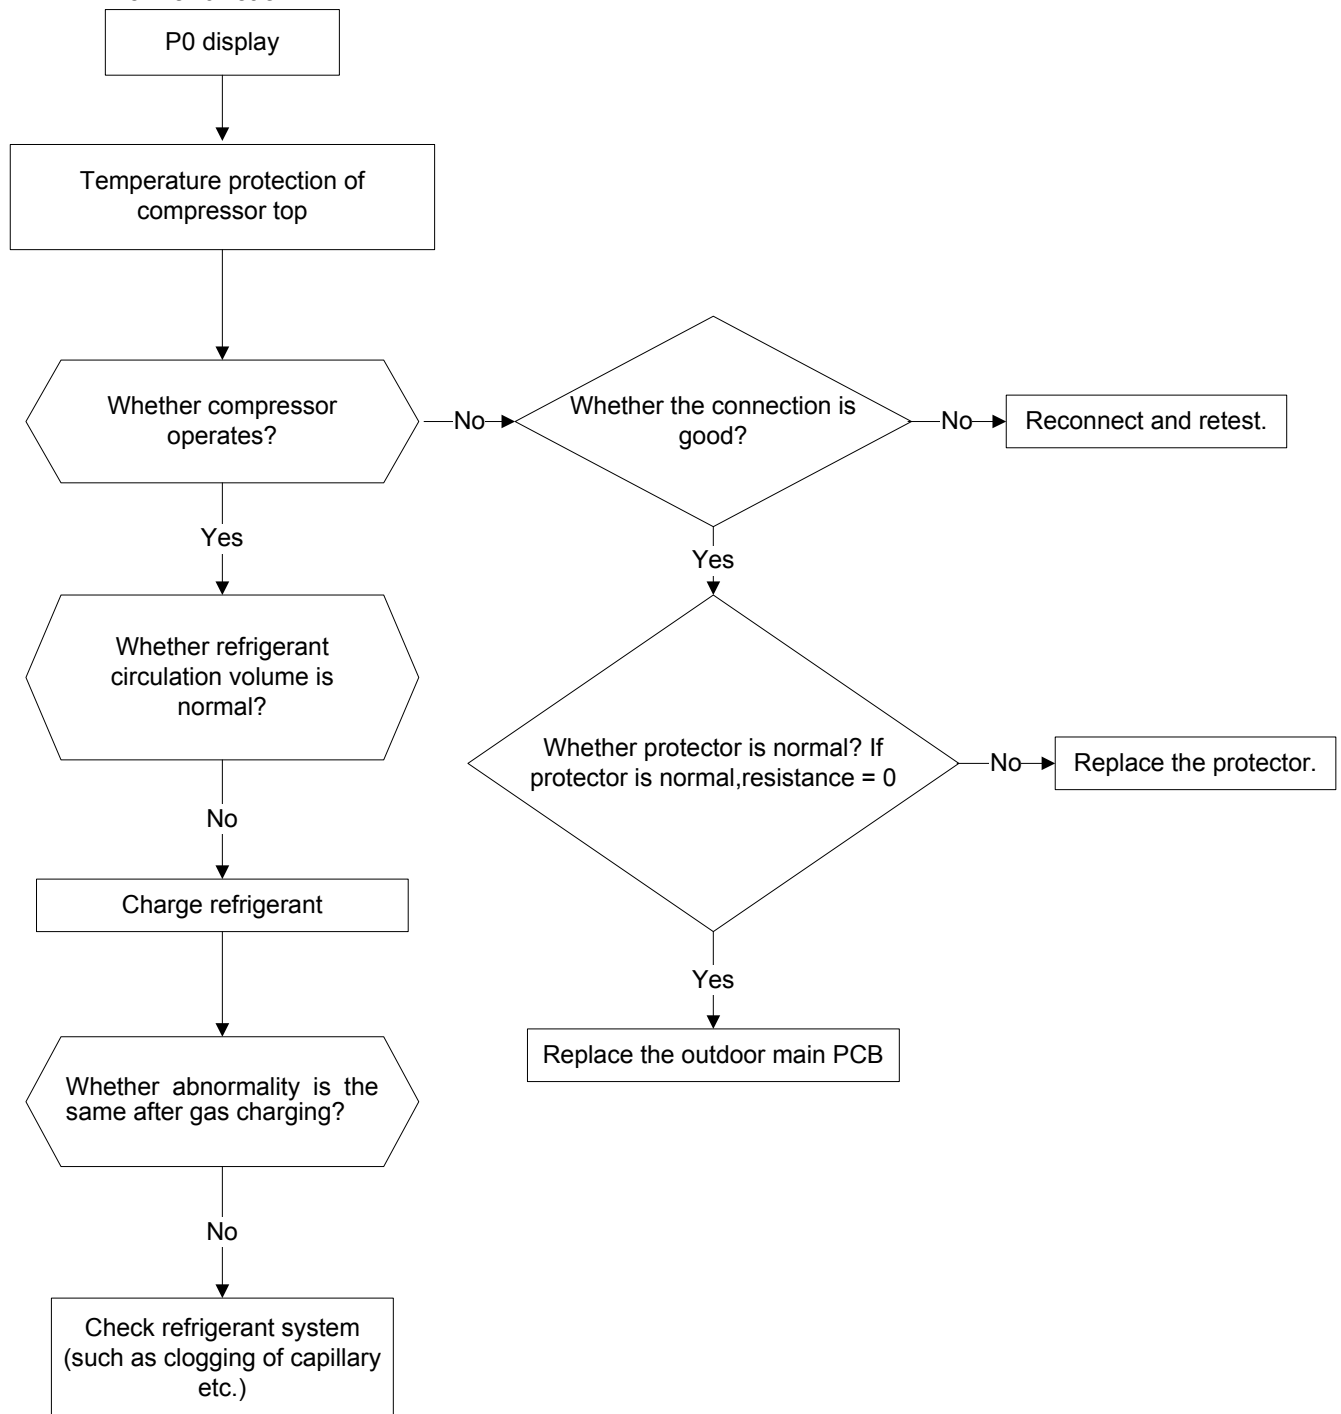 P0 display
Temperature protection of
compressor top
Whether compressor
operates?
No
Whether the connection is
good?
No
Reconnect and retest.
Yes
Yes
Whether refrigerant
circulation volume is
normal?
Whether protector is normal? If
protector is normal,resistance = 0
No
Replace the protector.
No
Charge refrigerant
Yes
Replace the outdoor main PCB
Whether abnormality is the
same after gas charging?
No
Check refrigerant system
(such as clogging of capillary
etc.)